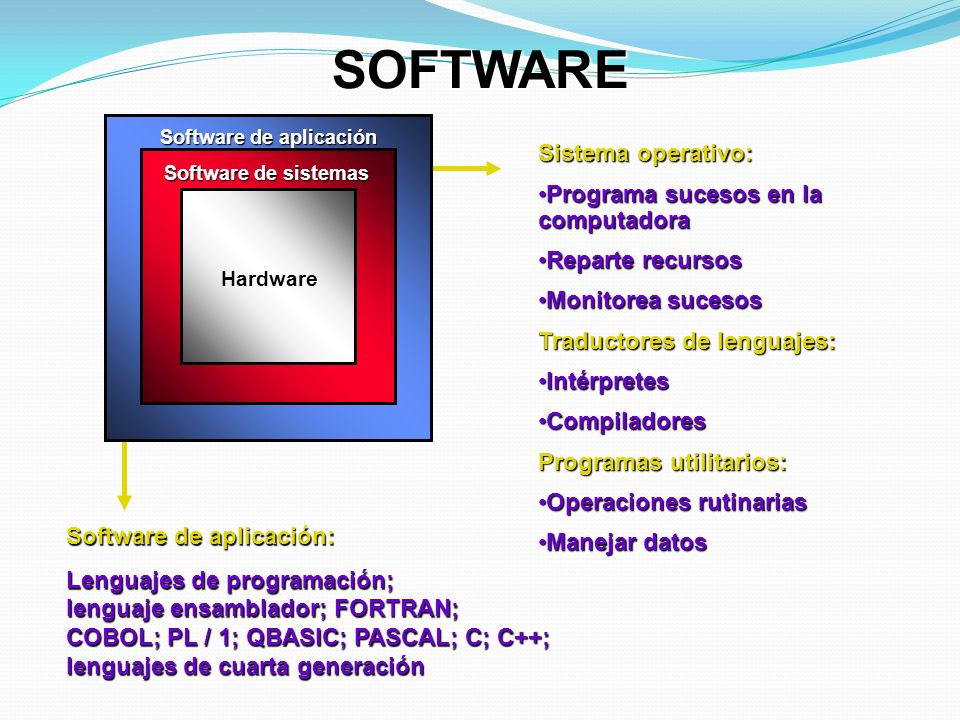 SOFTWARE
Software de aplicación
Software de sistemas
Hardware
Sistema operativo:
•Programa sucesos en la
computadora
•Reparte recursos
•Monitorea sucesos
Traductores de lenguajes:
•Intérpretes
•Compiladores
Programas utilitarios:
•Operaciones rutinarias
•Manejar datos
Software de aplicación:
Lenguajes de programación;
lenguaje ensamblador; FORTRAN;
COBOL; PL / 1; QBASIC; PASCAL; C; C++;
lenguajes de cuarta generación